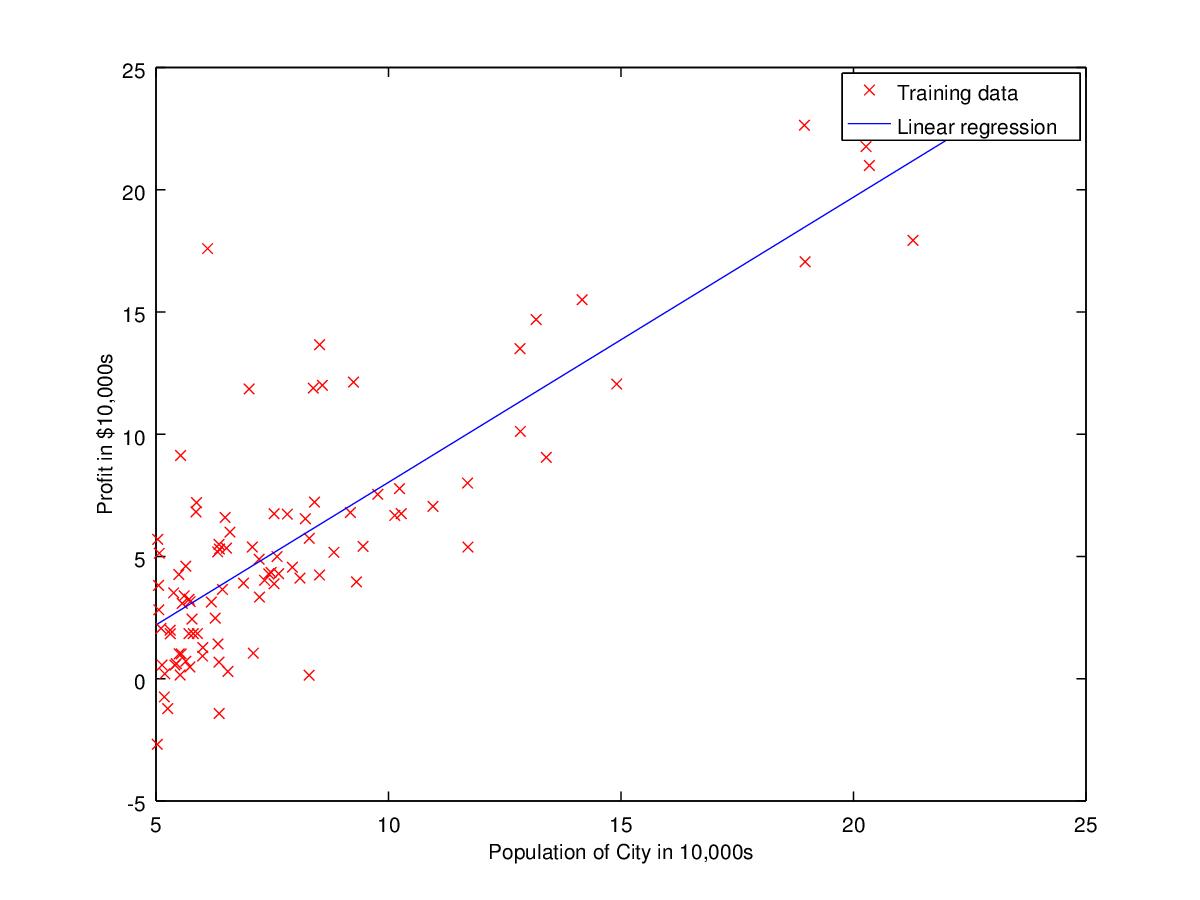 25
20
15
10
5
0
-5
Profit in $10,000s
Training data
Linear regression
5 10 15 20 25
Population of City in 10,000s